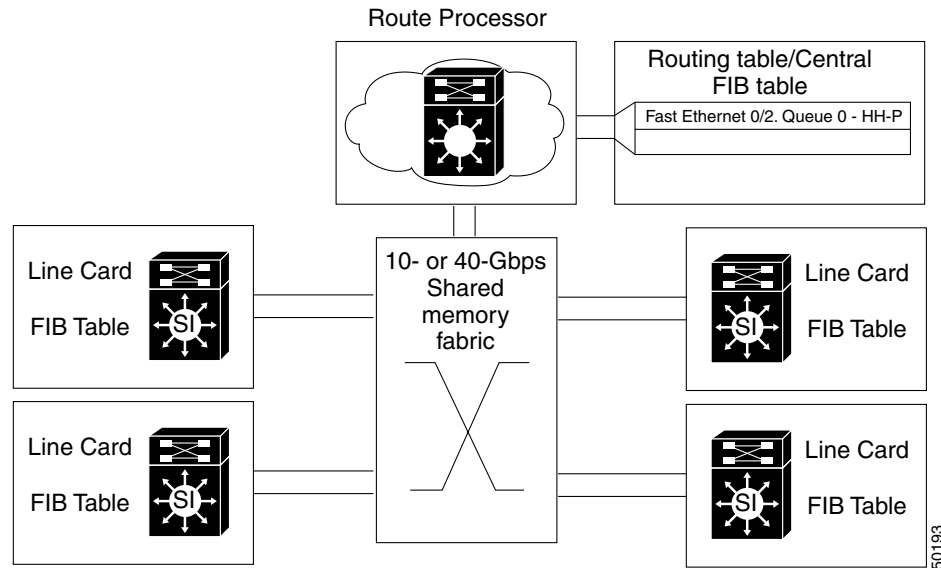 Route Processor
Routing table/Central
FIB table
Fast Ethernet 0/2. Queue 0 - HH-P
10- or 40-Gbps
Shared
memory
fabric
Line Card
FIB Table
SI
Line Card
FIB Table
SI
Line Card
FIB Table
SI
Line Card
FIB Table
SI
50193